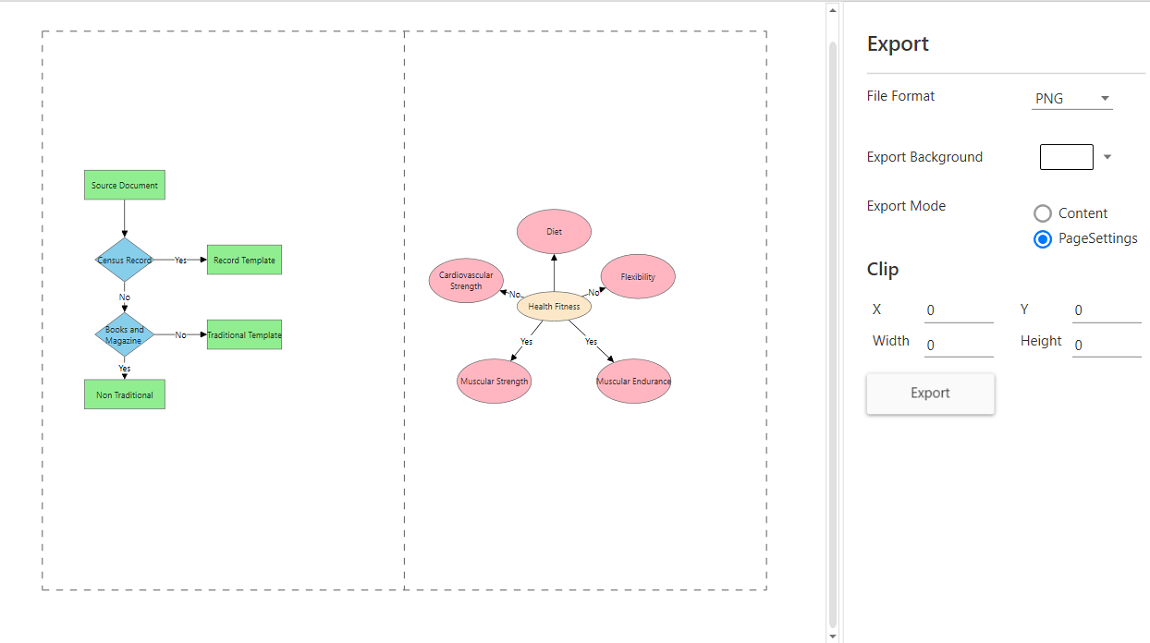 Source Document
Census Record
Yes
Record Template
No
Books and
Magazine
No
Traditional Template
Yes
Non Traditional
Diet
Cardiovascular
Strength
Flexibility
No
No
Health Fitness
Yes
Yes
Muscular Strength
Muscular Endurance
Export
File Format
PNG
Export Background
Export Mode
Content
PageSettings
Clip
X 0 Y 0
Width 0 Height 0
Export